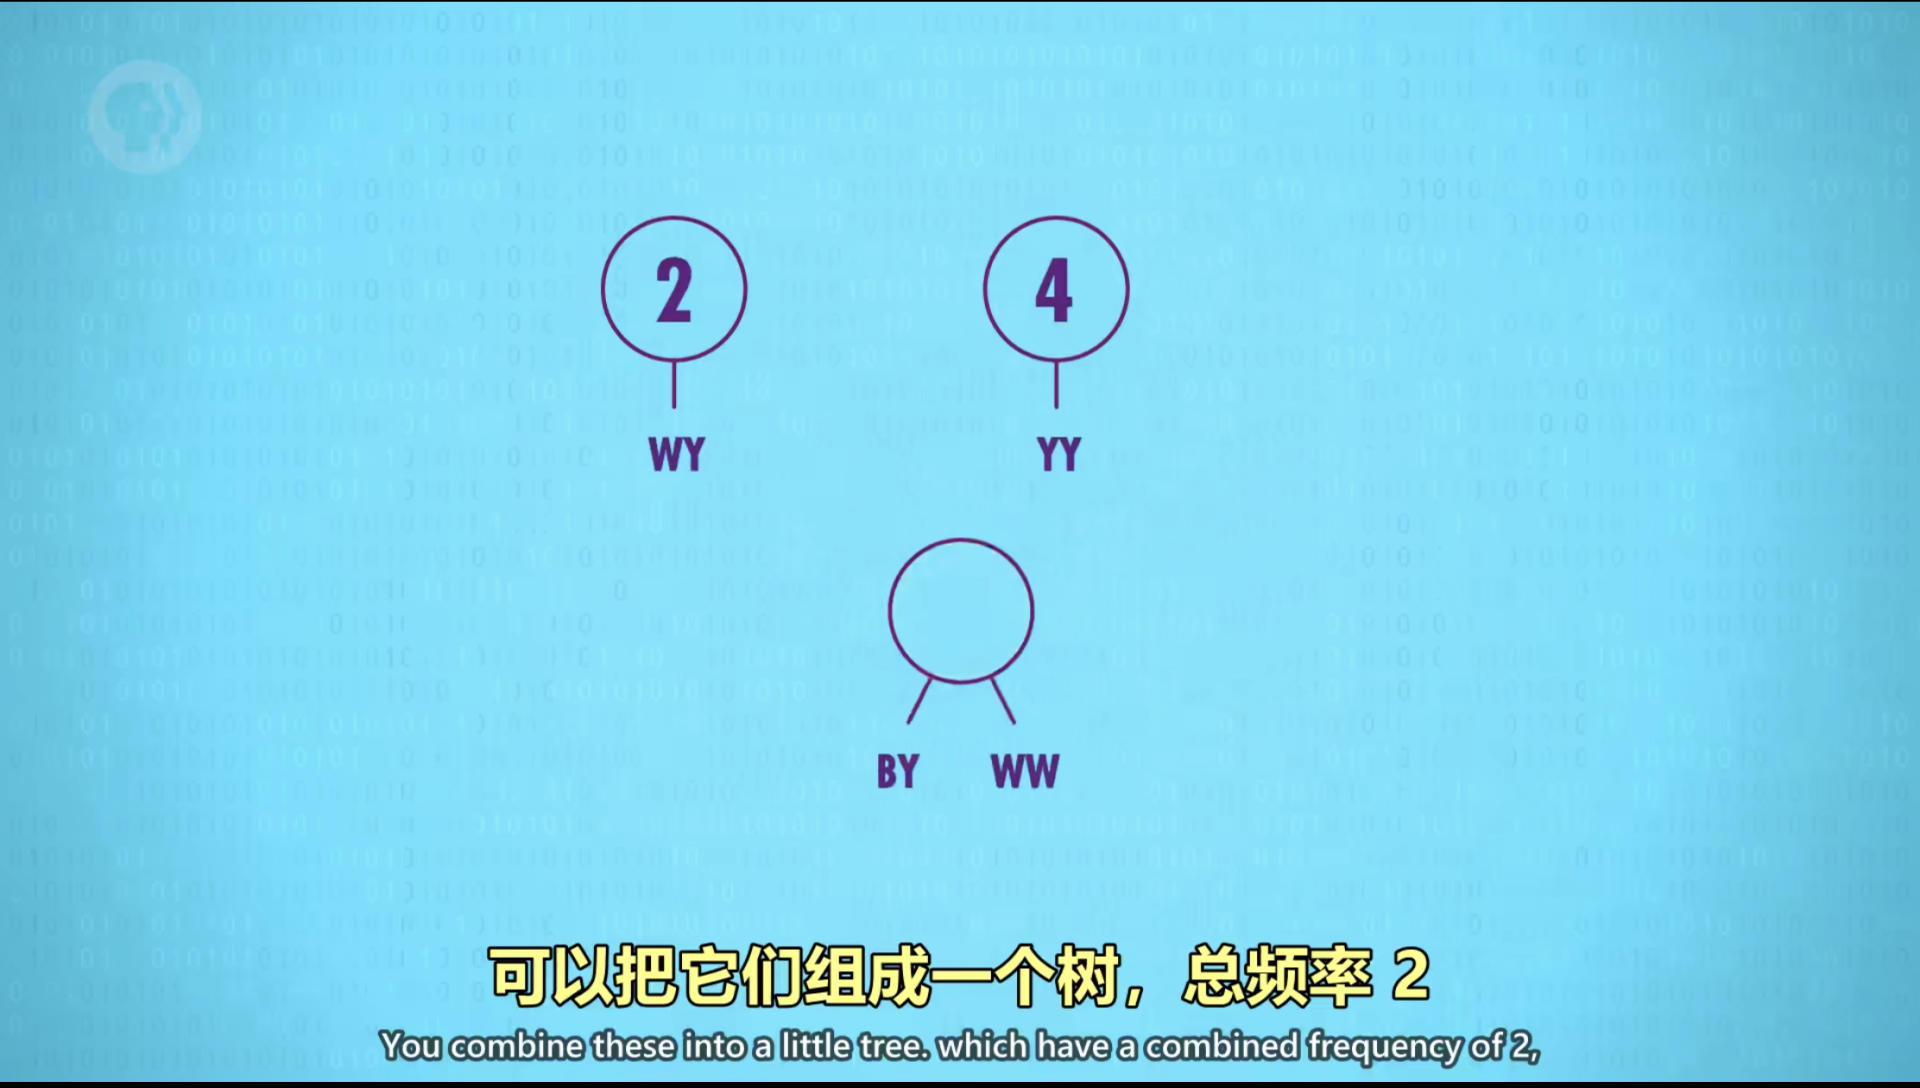 2
4
WY
YY
BY WW
可以把它们组成一个树，总频率 2
You combine these into a little tree. which have a combined frequency of 2,